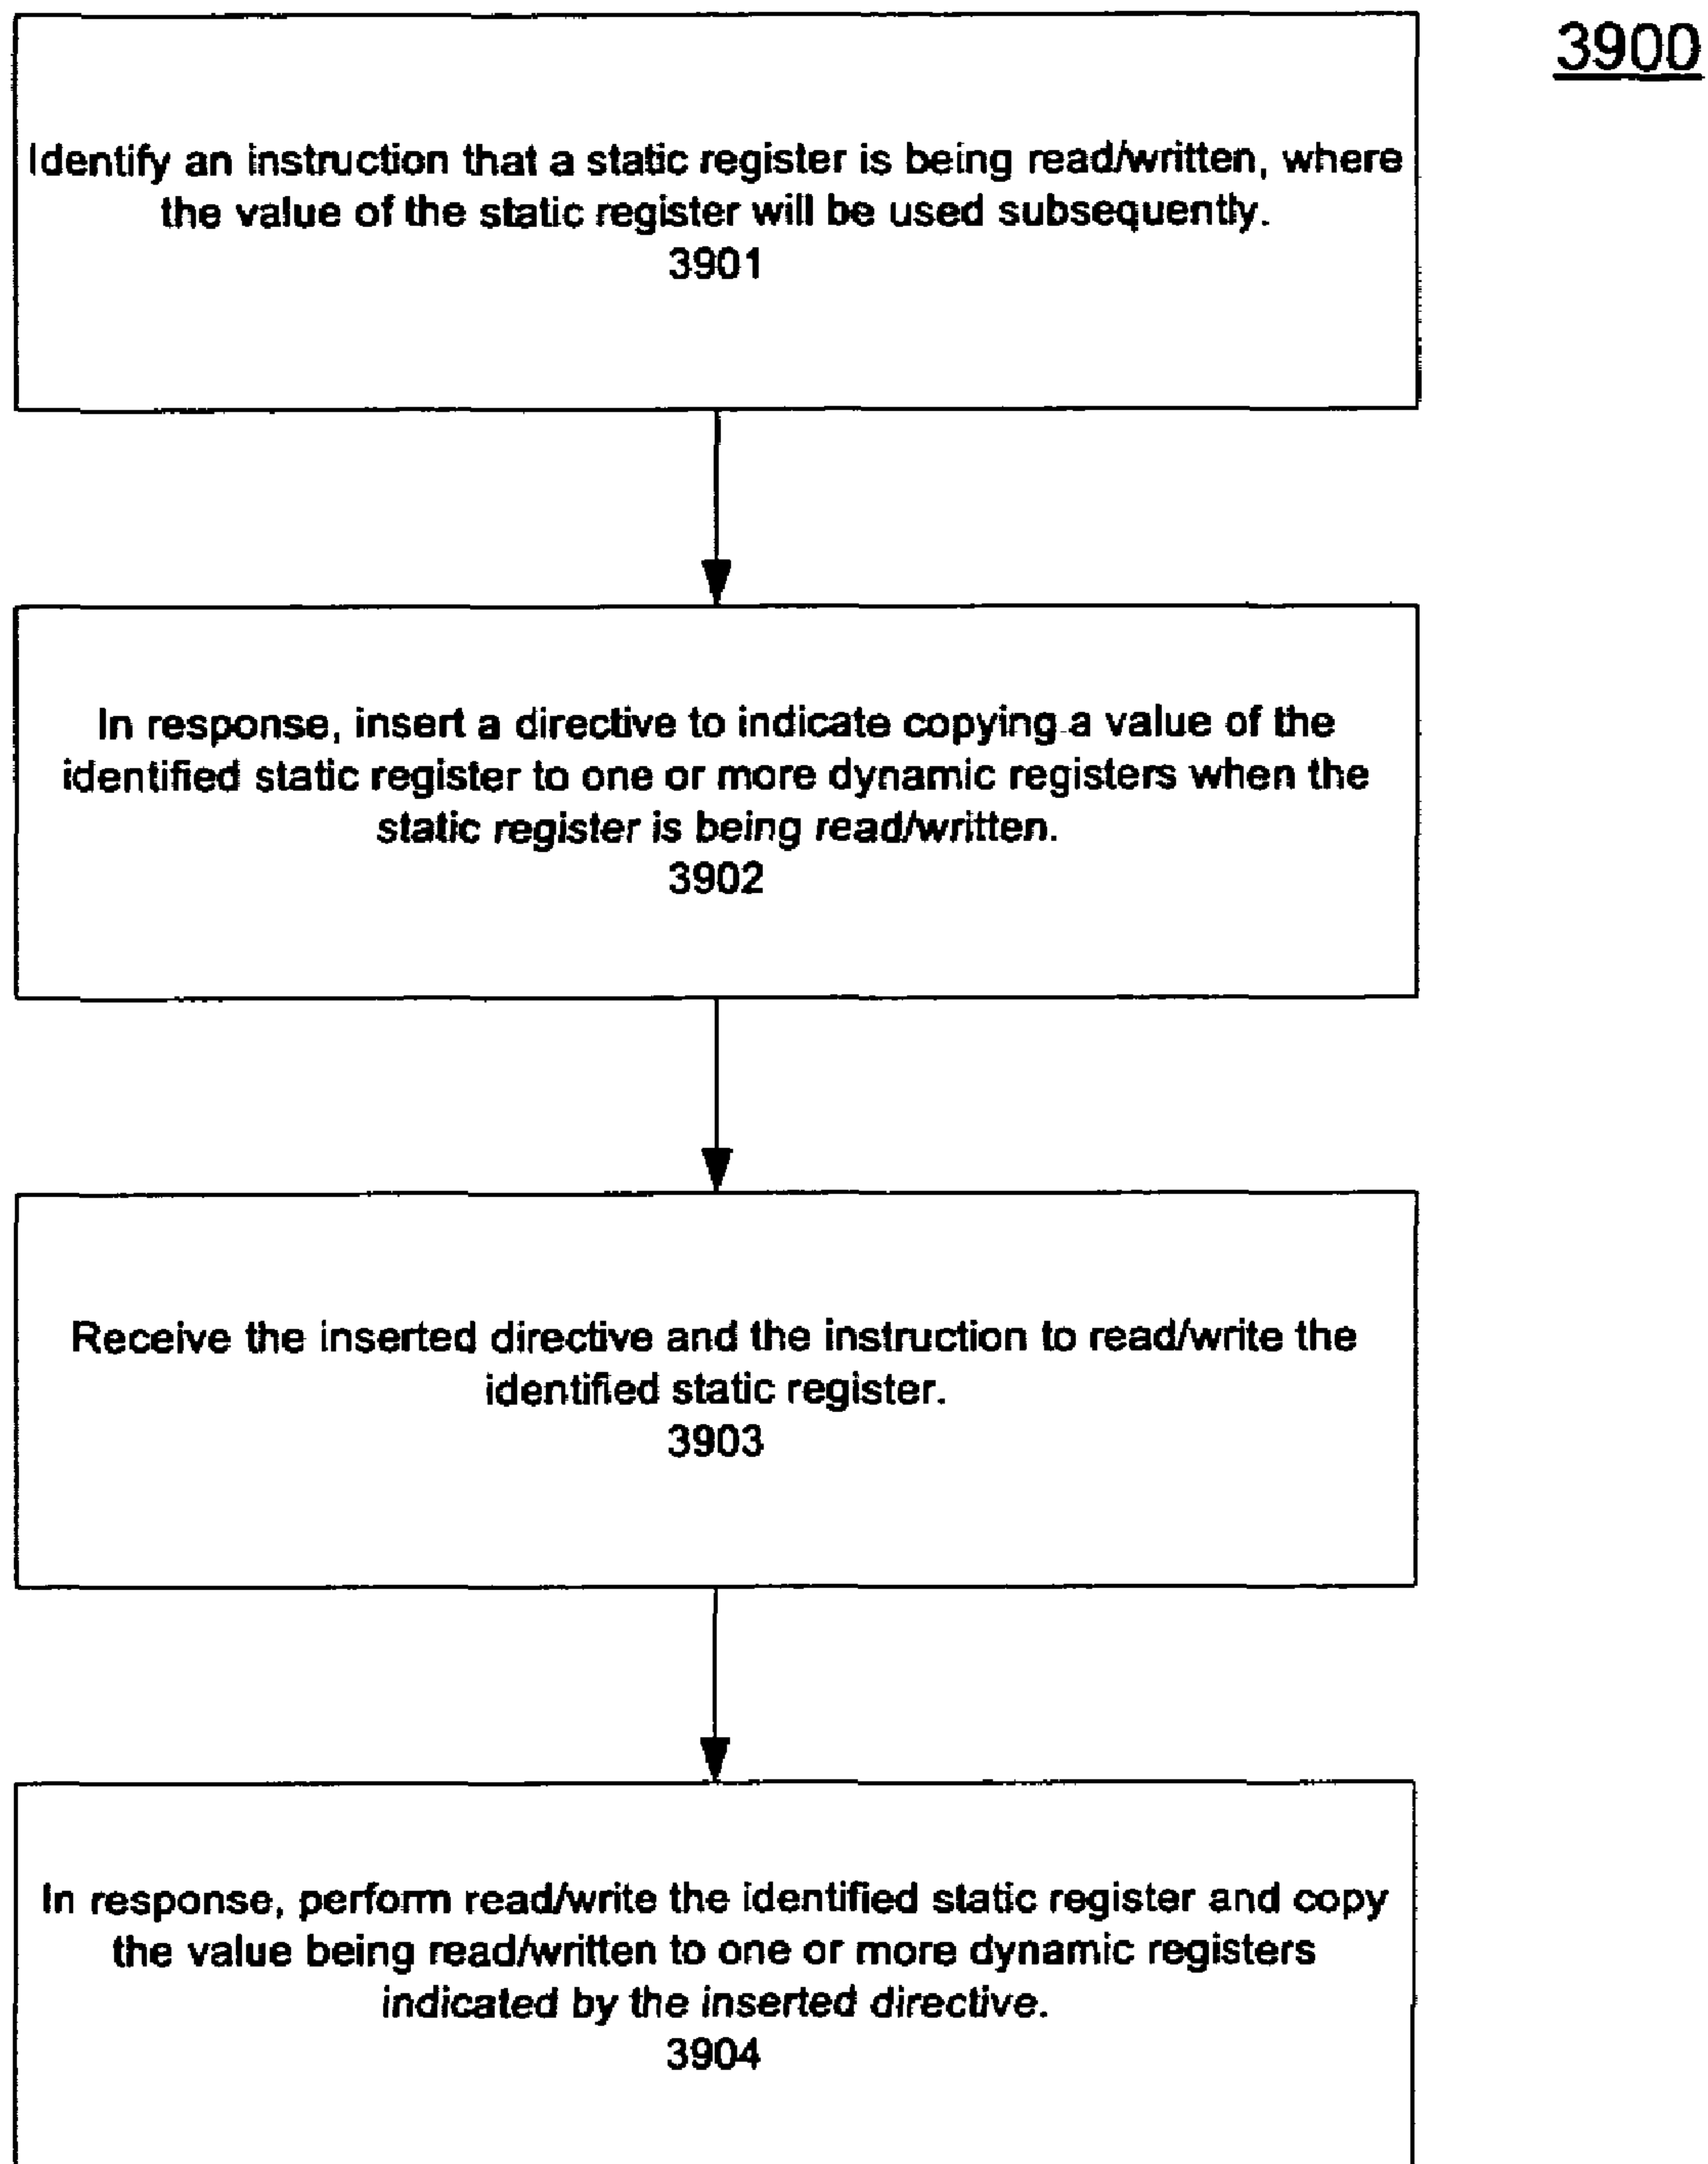 3900
Identify an instruction that a static register is being read/written, where
the value of the static register will be used subsequently.
3901
In response, insert a directive to indicate copying a value of the
identified static register to one or more dynamic registers when the
static register is being read/written.
3902
Receive the inserted directive and the instruction to read/write the
identified static register.
3903
In response, perform read/write the identified static register and copy
the value being read/written to one or more dynamic registers
indicated by the inserted directive.
3904